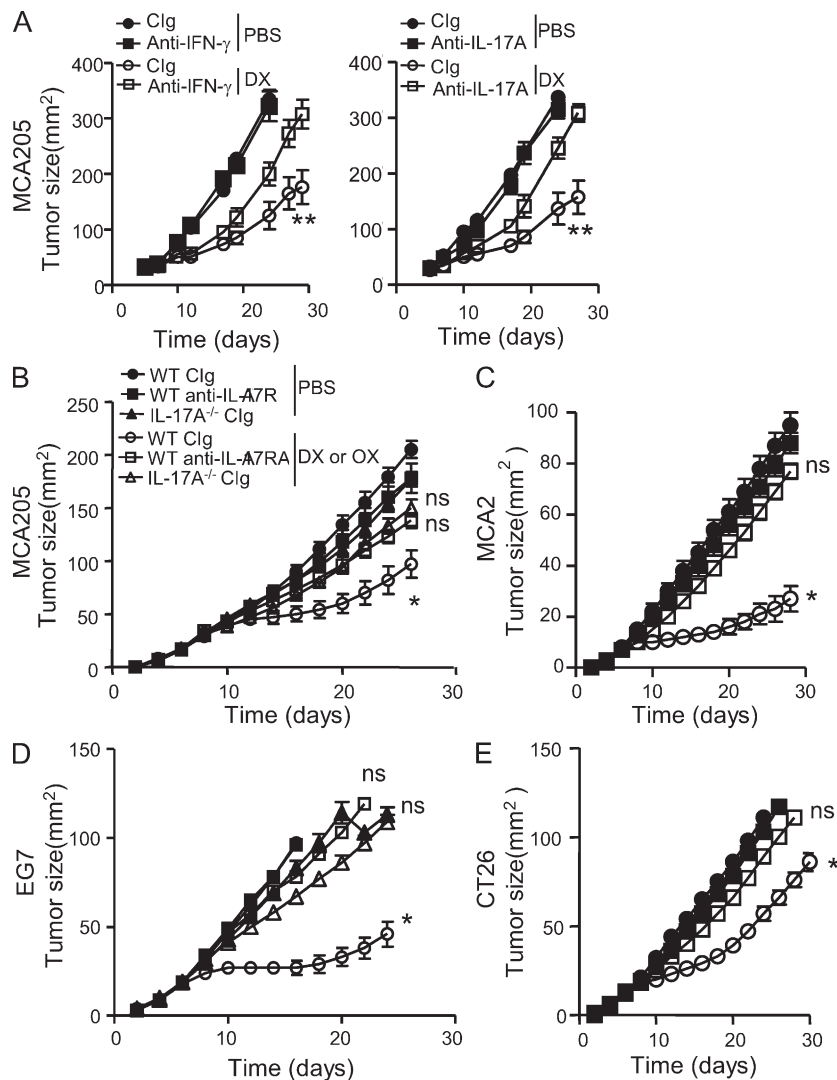 A
CIg
Anti-IFN-γ
PBS
CIg
Anti-IFN-γ
DX
MCA205
Tumor size(mm²)
400
300
200
100
0
0 10 20 30
Time (days)
**
CIg
Anti-IL-17A
PBS
CIg
Anti-IL-17A
DX
400
300
200
100
0
0 10 20 30
Time (days)
**
B
WT CIg
WT anti-IL-17R
IL-17A-/- CIg
PBS
WT CIg
WT anti-IL-17RA
IL-17A-/- CIg
DX or OX
MCA205
Tumor size(mm²)
250
200
150
100
50
0
0 10 20 30
Time (days)
ns
ns
*
C
MCA2
Tumor size(mm²)
100
80
60
40
20
0
0 10 20 30
Time (days)
ns
*
D
EG7
Tumor size(mm²)
150
100
50
0
0 10 20 30
Time (days)
ns
ns
*
E
CT26
Tumor size(mm²)
150
100
50
0
0 10 20 30
Time (days)
ns
*